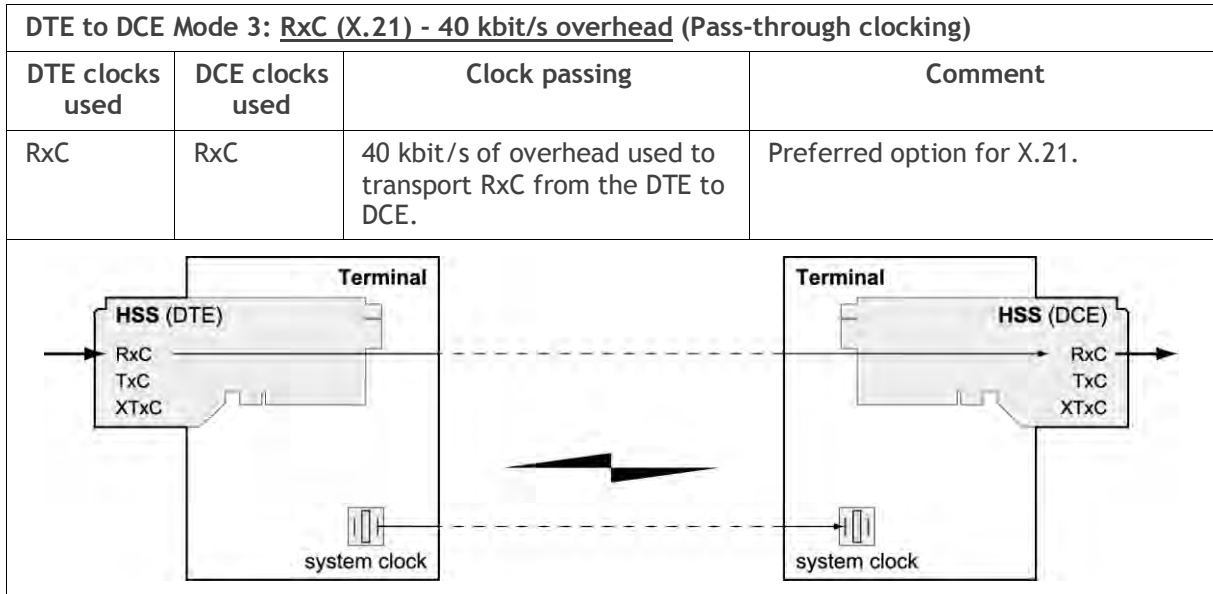 DTE to DCE Mode 3: RxC (X.21) - 40 kbit/s overhead (Pass-through clocking)
DTE clocks used
DCE clocks used
Clock passing
Comment
RxC
RxC
40 kbit/s of overhead used to
transport RxC from the DTE to
DCE.
Preferred option for X.21.
Terminal
HSS (DTE)
RxC
TxC
XTxC
system clock
Terminal
HSS (DCE)
RxC
TxC
XTxC
system clock